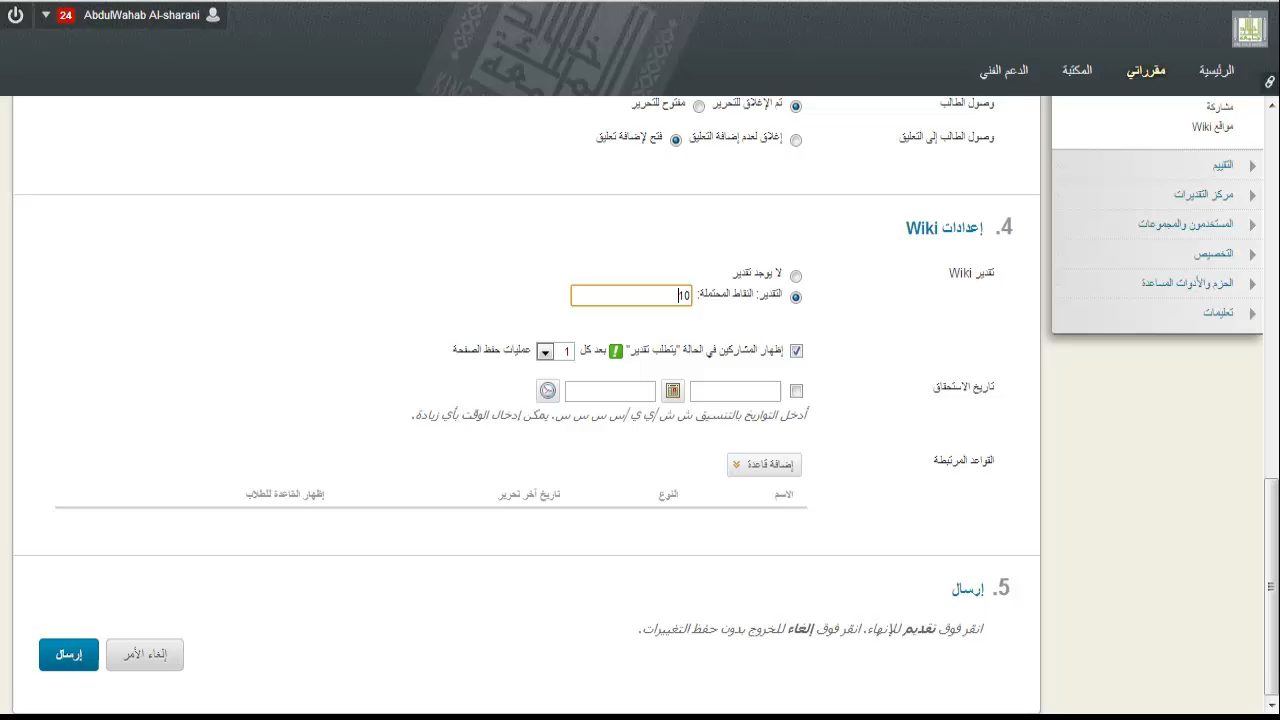 AbdulWahab Al-sharani 24
الرئيسية مقرراتي المكتبة الدعم الفني
مشاركة
مواقع Wiki
التقييم
مركز التقديرات
المستخدمون والمجموعات
التخصيص
الحزم والأدوات المساعدة
تعليمات
وصول الطالب تم الإغلاق للتحرير مفتوح للتحرير
وصول الطالب إلى التعليق إغلاق لعدم إضافة التعليق فتح لإضافة تعليق
4. إعدادات Wiki
تقدير Wiki لا يوجد تقدير
التقدير: النقاط المحتملة: 10
إظهار المشاركين في الحالة "يتطلب تقدير" ! بعد كل 1 عمليات حفظ الصفحة
تاريخ الاستحقاق
أدخل التواريخ بالتنسيق ش ش /ي ي /س س س س. يمكن إدخال الوقت بأي زيادة.
القواعد المرتبطة إضافة قاعدة
الاسم النوع تاريخ آخر تحرير إظهار القاعدة للطلاب
5. إرسال
انقر فوق تقديم للإنهاء. انقر فوق إلغاء للخروج بدون حفظ التغييرات.
إلغاء الأمر إرسال